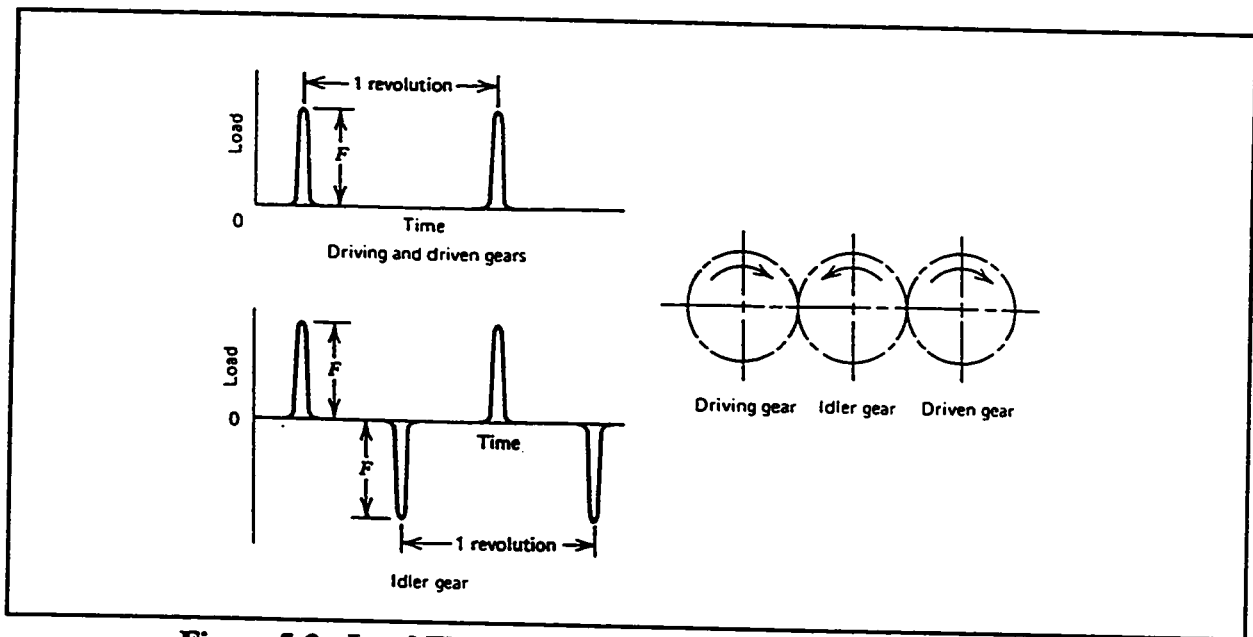 1 revolution
Load
F
0
Time
Driving and driven gears
Load
F
0
Time
F
1 revolution
Idler gear
Driving gear Idler gear Driven gear